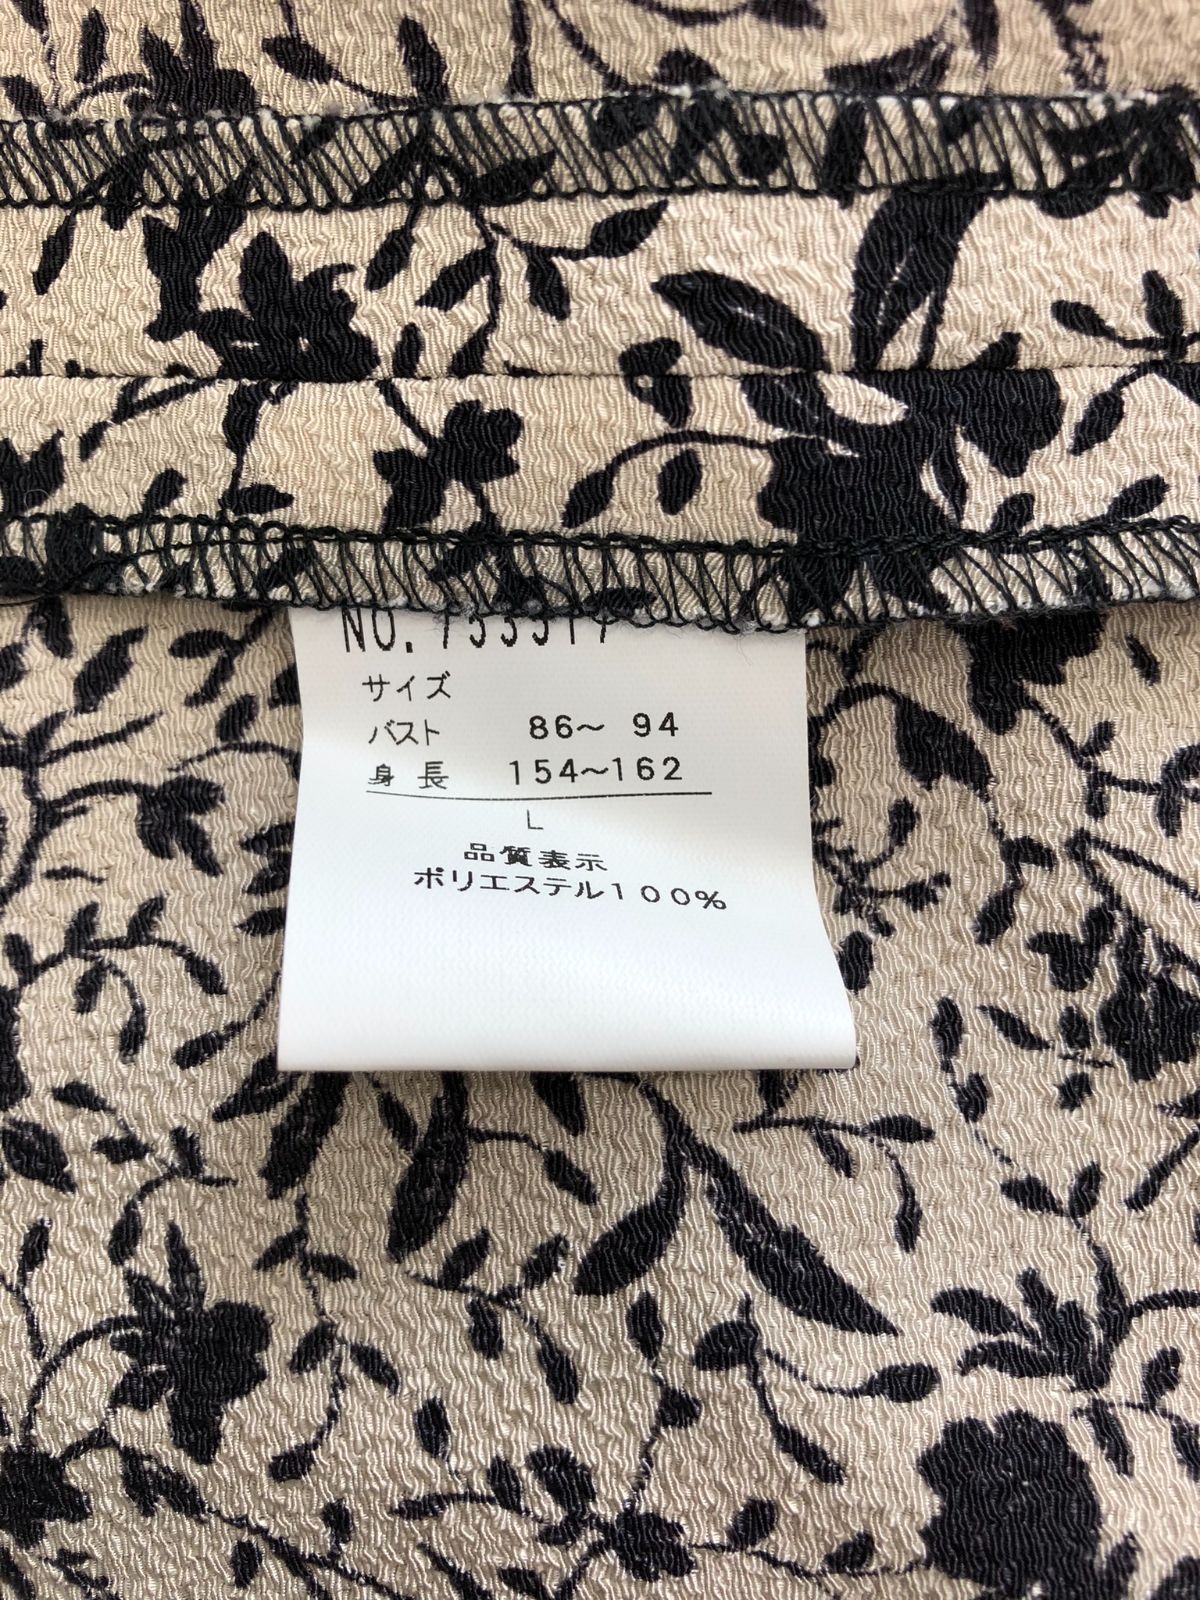 NO.
サイズ
バスト 86～ 94
身長 154～162
L
品質表示
ポリエステル100%